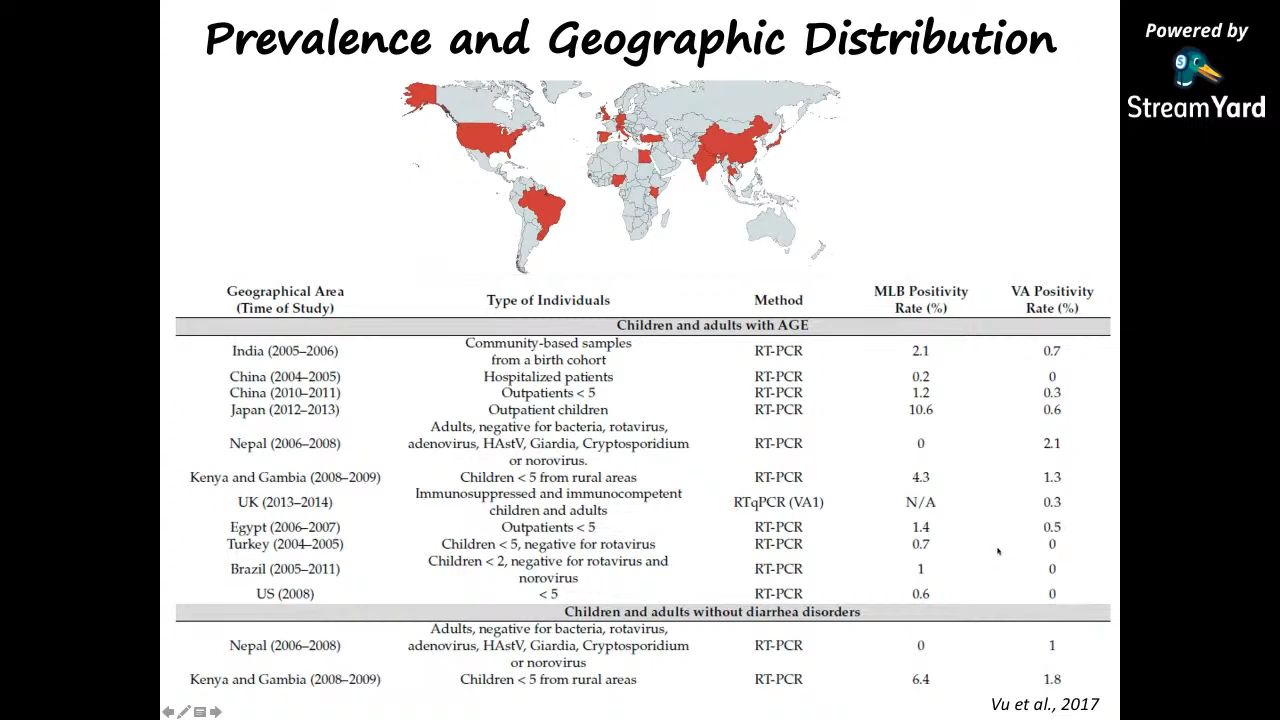 Prevalence and Geographic Distribution
Powered by
StreamYard
Geographical Area
(Time of Study)
Type of Individuals
Method
MLB Positivity
Rate (%)
VA Positivity
Rate (%)
Children and adults with AGE
India (2005–2006)
Community-based samples
from a birth cohort
RT-PCR
2.1
0.7
China (2004–2005)
Hospitalized patients
RT-PCR
0.2
0
China (2010–2011)
Outpatients < 5
RT-PCR
1.2
0.3
Japan (2012–2013)
Outpatient children
RT-PCR
10.6
0.6
Nepal (2006–2008)
Adults, negative for bacteria, rotavirus,
adenovirus, HAstV, Giardia, Cryptosporidium
or norovirus.
RT-PCR
0
2.1
Kenya and Gambia (2008–2009)
Children < 5 from rural areas
RT-PCR
4.3
1.3
UK (2013–2014)
Immunosuppressed and immunocompetent
children and adults
RTqPCR (VA1)
N/A
0.3
Egypt (2006–2007)
Outpatients < 5
RT-PCR
1.4
0.5
Turkey (2004–2005)
Children < 5, negative for rotavirus
RT-PCR
0.7
0
Brazil (2005–2011)
Children < 2, negative for rotavirus and
norovirus
RT-PCR
1
0
US (2008)
< 5
RT-PCR
0.6
0
Children and adults without diarrhea disorders
Nepal (2006–2008)
Adults, negative for bacteria, rotavirus,
adenovirus, HAstV, Giardia, Cryptosporidium
or norovirus
RT-PCR
0
1
Kenya and Gambia (2008–2009)
Children < 5 from rural areas
RT-PCR
6.4
1.8
Vu et al., 2017